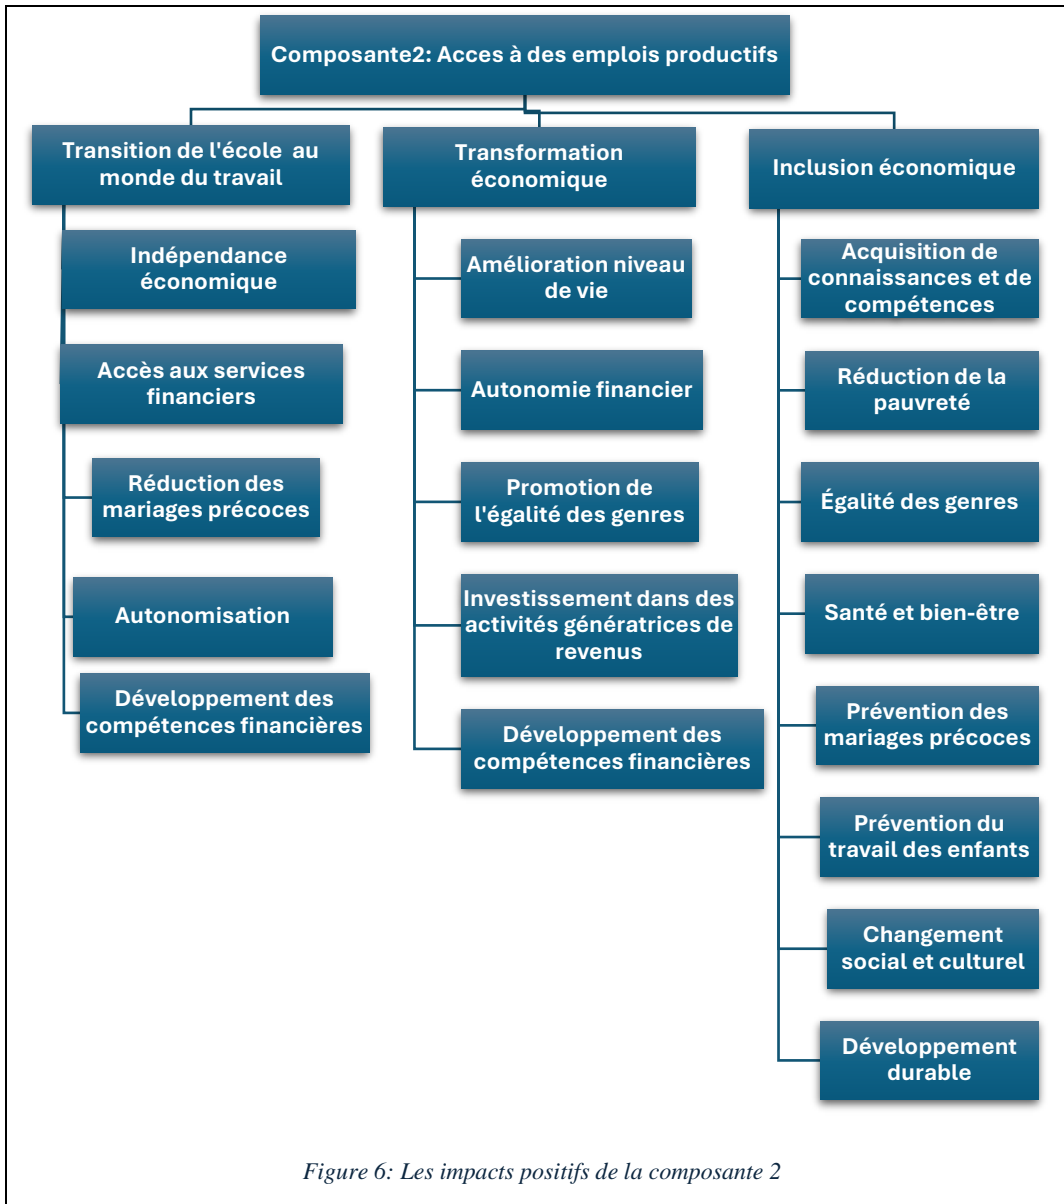 Composante2: Acces à des emplois productifs
Transition de l'école au
monde du travail
Indépendance
économique
Accès aux services
financiers
Réduction des
mariages précoces
Autonomisation
Développement des
compétences financières
Transformation
économique
Amélioration niveau
de vie
Autonomie financier
Promotion de
l'égalité des genres
Investissement dans des
activités génératrices de
revenus
Développement des
compétences financières
Inclusion économique
Acquisition de
connaissances et de
compétences
Réduction de la
pauvreté
Égalité des genres
Santé et bien-être
Prévention des
mariages précoces
Prévention du
travail des enfants
Changement
social et culturel
Développement
durable
Figure 6: Les impacts positifs de la composante 2